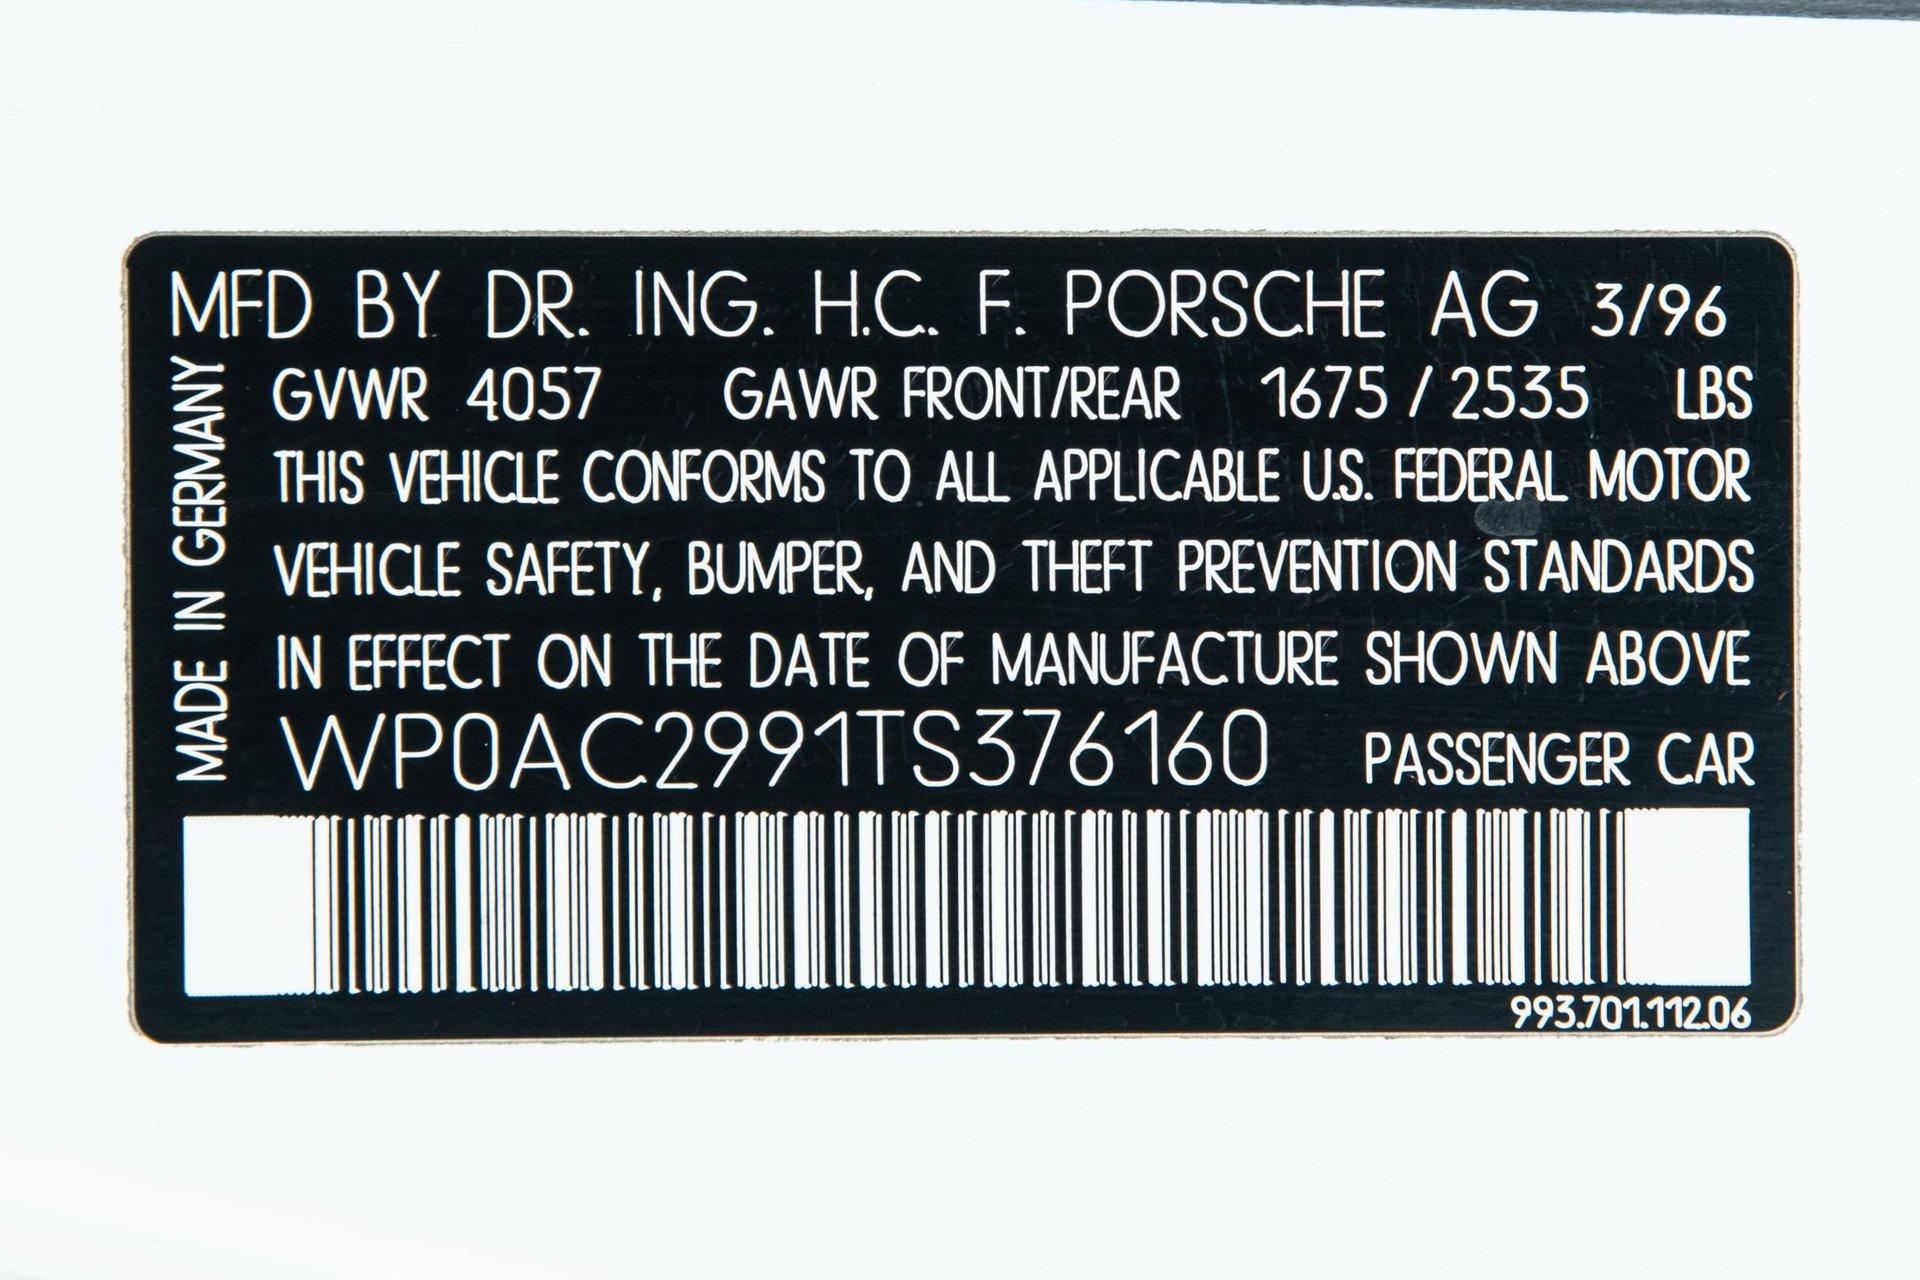 MFD BY DR. ING. H.C. F. PORSCHE AG 3/96
GVWR 4057 GAWR FRONT/REAR 1675 / 2535 LBS
THIS VEHICLE CONFORMS TO ALL APPLICABLE U.S. FEDERAL MOTOR
VEHICLE SAFETY, BUMPER, AND THEFT PREVENTION STANDARDS
IN EFFECT ON THE DATE OF MANUFACTURE SHOWN ABOVE
WP0AC2991TS376160 PASSENGER CAR
993.701.112.06
MADE IN GERMANY